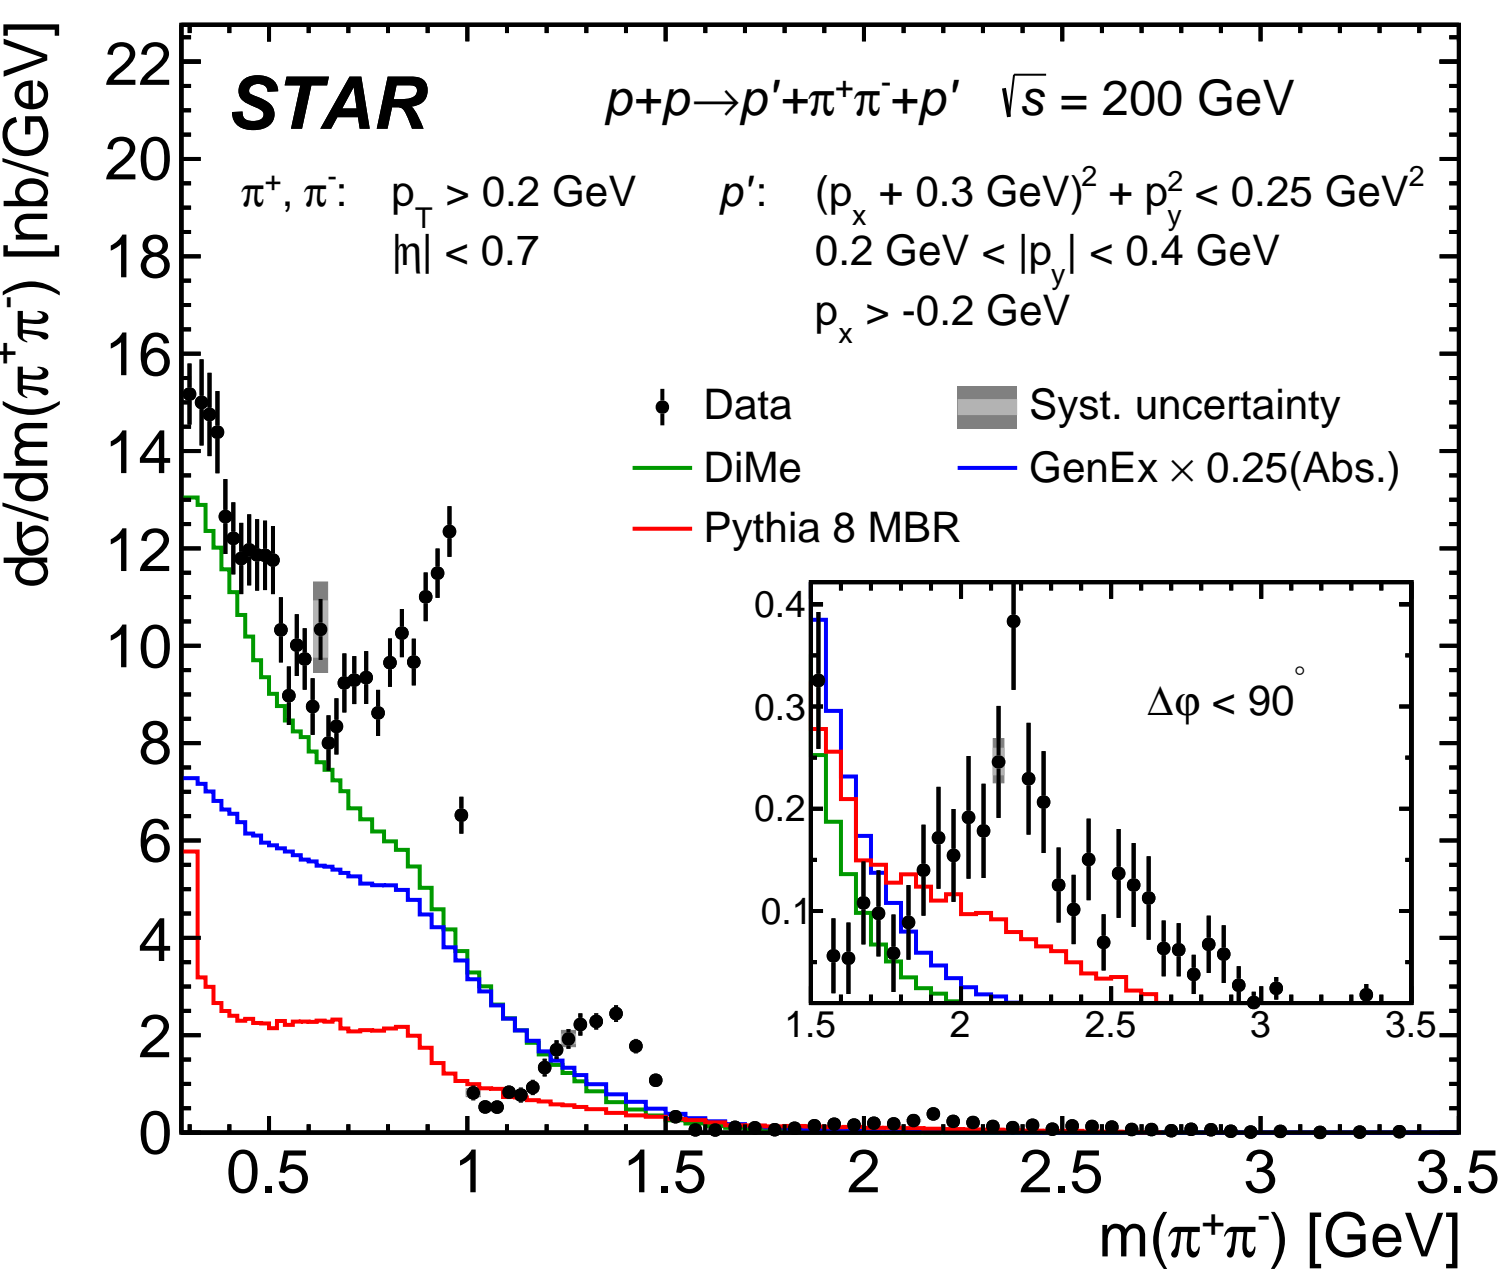 dσ/dm(π⁺π⁻) [nb/GeV]
22
20
18
16
14
12
10
8
6
4
2
0
STAR p+p→p′+π⁺π⁻+p′ √s = 200 GeV
π⁺, π⁻: p_T > 0.2 GeV p′: (p_x + 0.3 GeV)² + p_y² < 0.25 GeV²
|η| < 0.7 0.2 GeV < |p_y| < 0.4 GeV
p_x > -0.2 GeV
Data Syst. uncertainty
DiMe GenEx × 0.25(Abs.)
Pythia 8 MBR
0.4
0.3
0.2
0.1
Δφ < 90°
1.5 2 2.5 3 3.5
0.5 1 1.5 2 2.5 3 3.5
m(π⁺π⁻) [GeV]